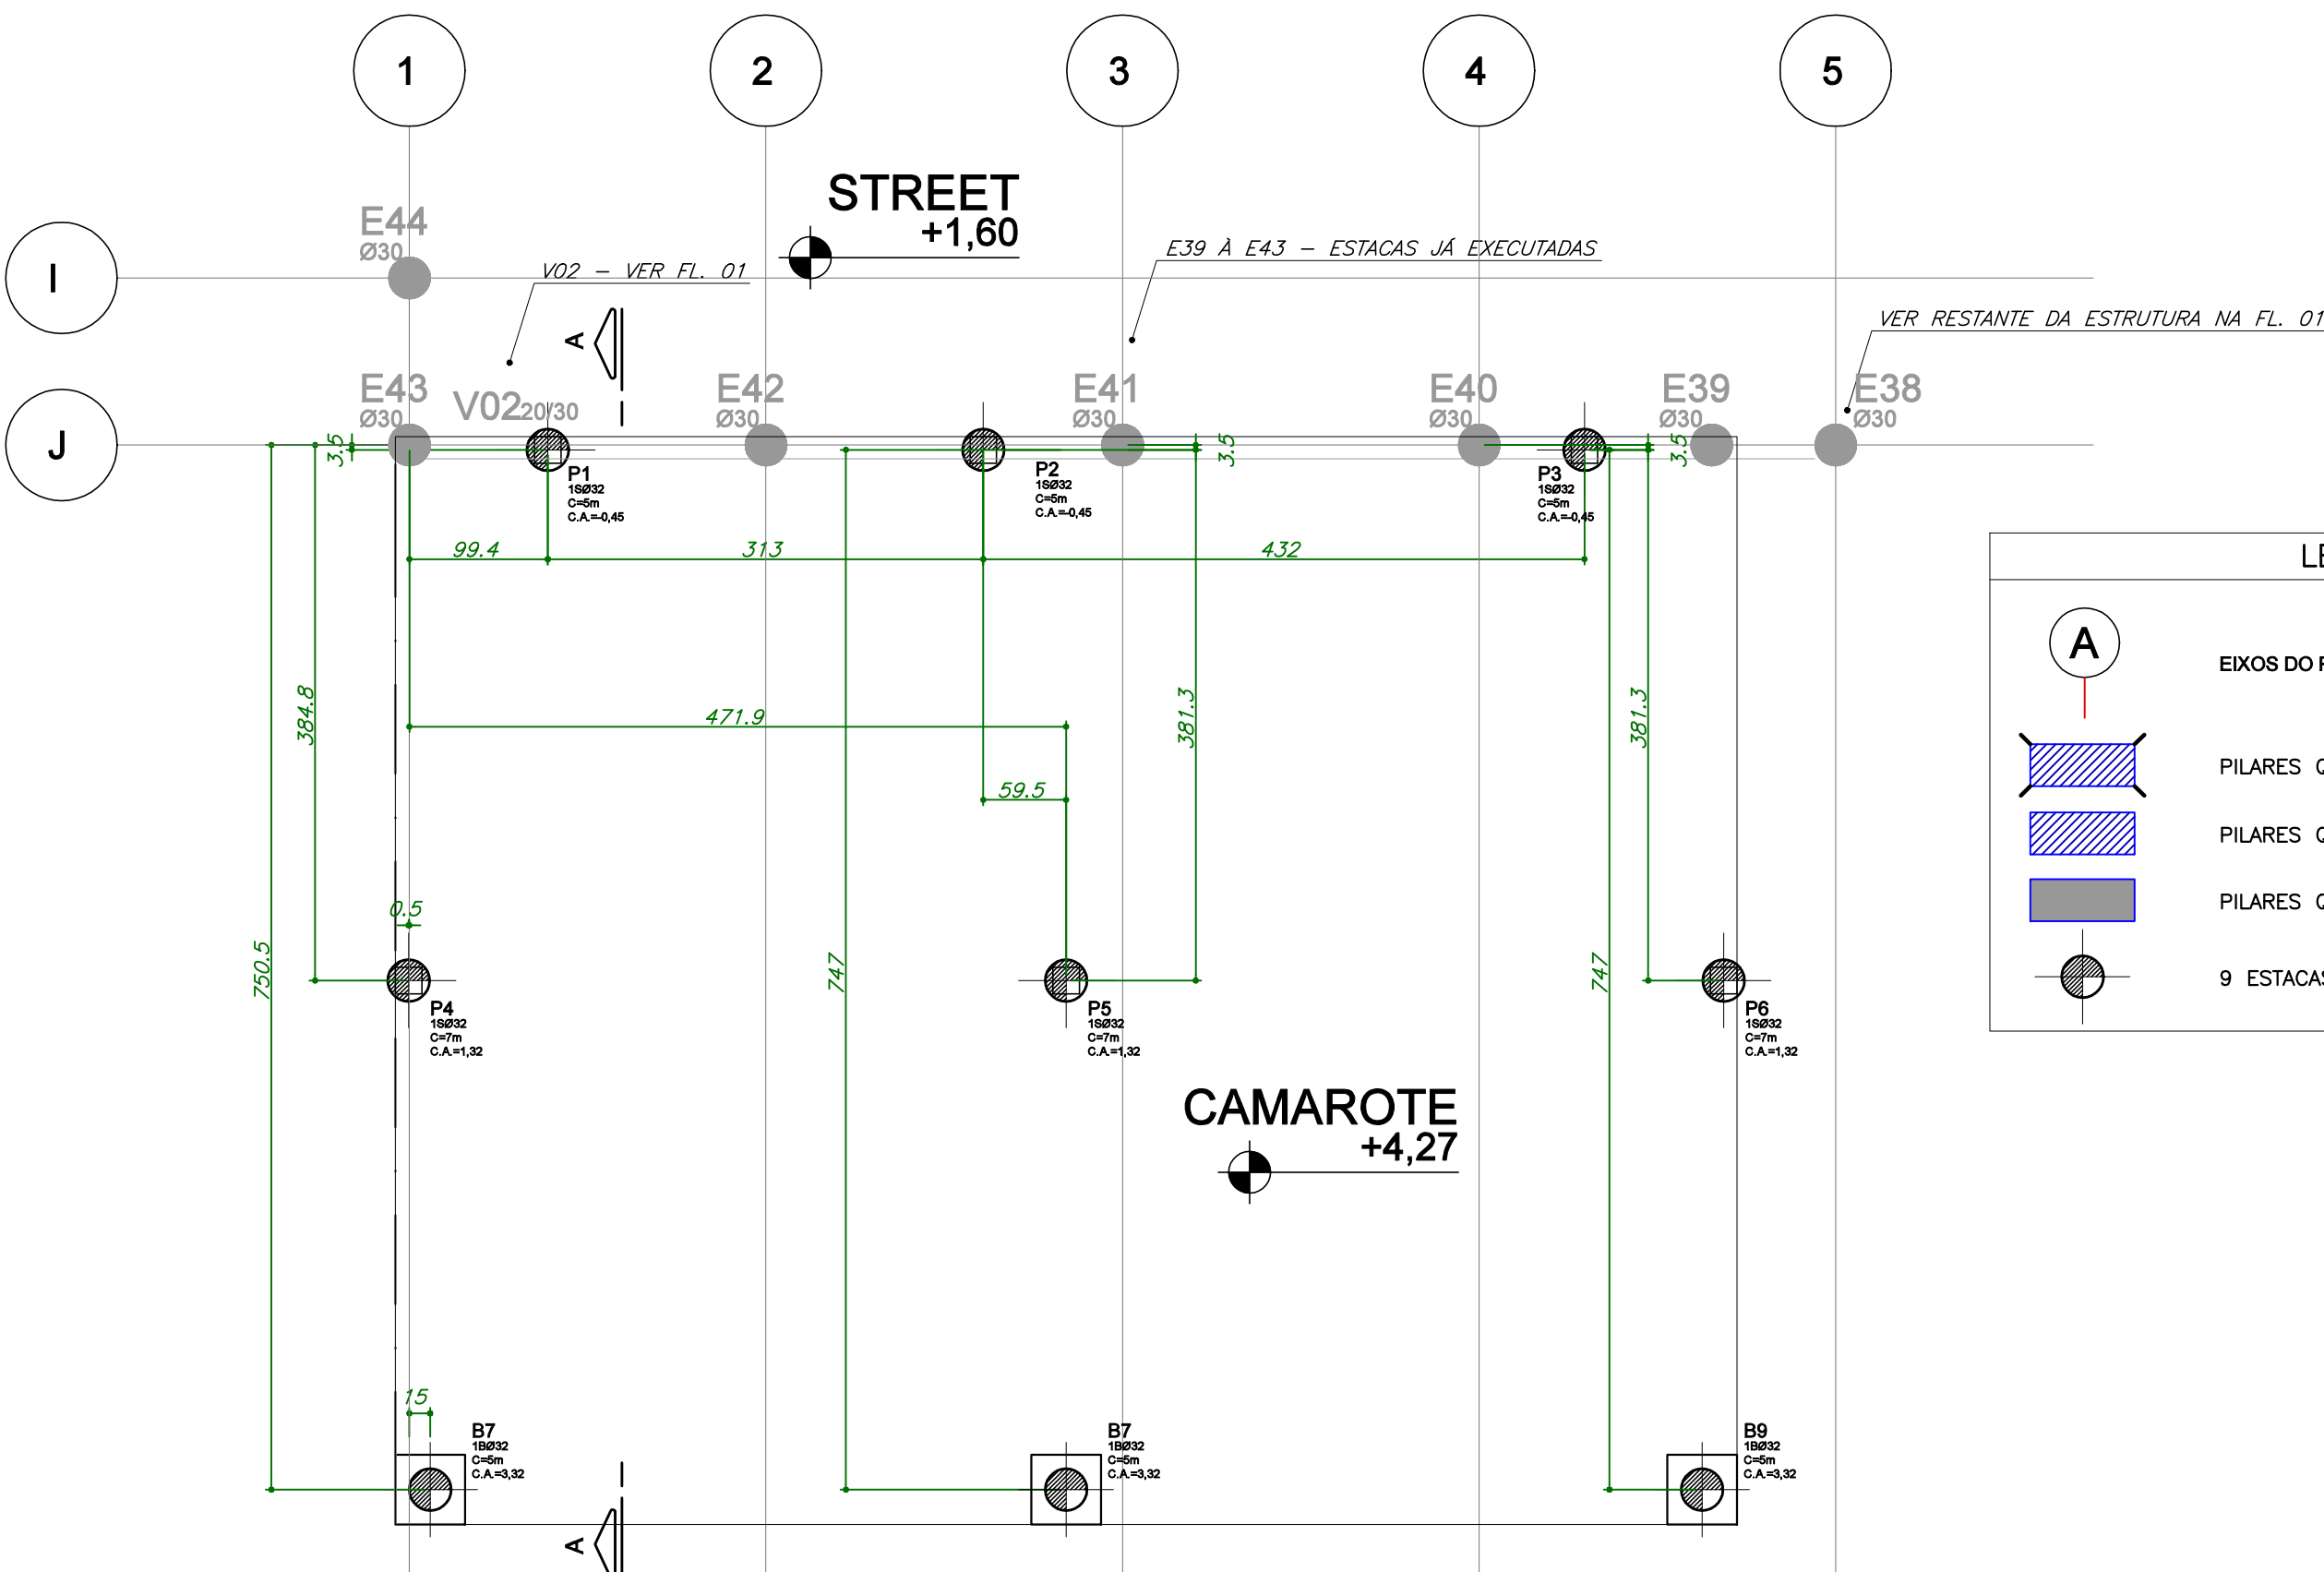 1
2
3
4
5
STREET
+1,60
E44
Ø30
I
V02 – VER FL. 01
E39 À E43 – ESTACAS JÁ EXECUTADAS
VER RESTANTE DA ESTRUTURA NA FL. 01
A
E43
Ø30
V02 20/30
E42
Ø30
E41
Ø30
E40
Ø30
E39
Ø30
E38
Ø30
J
3.5
3.5
3.5
P1
1SØ32
C=5m
C.A.=-0,45
P2
1SØ32
C=5m
C.A.=-0,45
P3
1SØ32
C=5m
C.A.=-0,45
99.4
313
432
A
EIXOS DO
384.8
471.9
381.3
381.3
PILARES
59.5
PILARES
0.5
PILARES
750.5
747
747
9 ESTACAS
P4
1SØ32
C=7m
C.A.=1,32
P5
1SØ32
C=7m
C.A.=1,32
P6
1SØ32
C=7m
C.A.=1,32
CAMAROTE
+4,27
15
B7
1BØ32
C=5m
C.A.=3,32
B7
1BØ32
C=5m
C.A.=3,32
B9
1BØ32
C=5m
C.A.=3,32
A